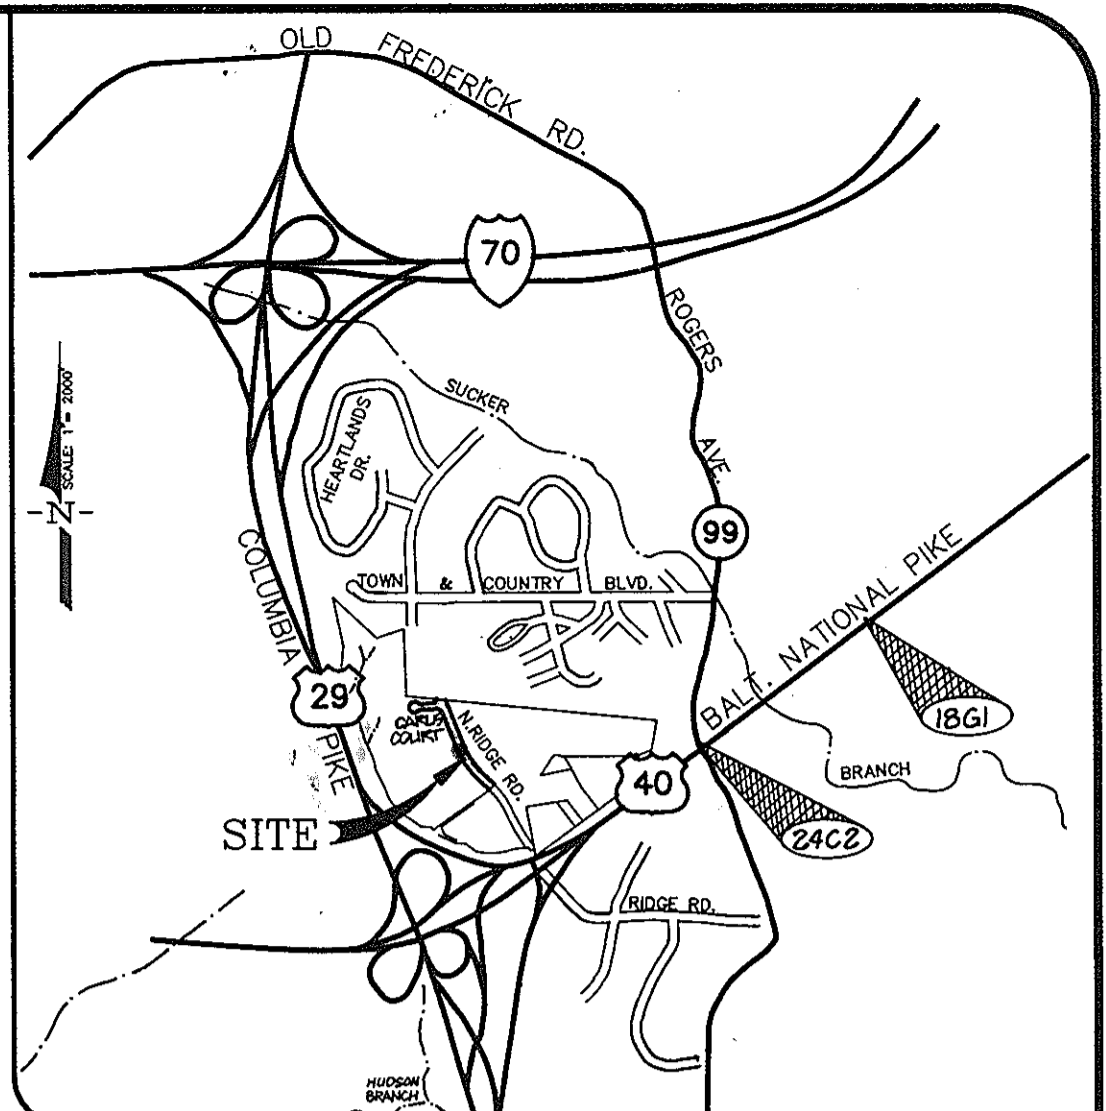 OLD FREDERICK RD.
70
ROGERS AVE.
SCALE: 1" = 2000'
N
SUCKER
HEARTLANDS
DR.
99
COLUMBIA PIKE
TOWN & COUNTRY BLVD.
BALT. NATIONAL PIKE
29
COURT
N. RIDGE RD.
18G1
40
BRANCH
SITE
24C2
RIDGE RD.
HUDSON
BRANCH